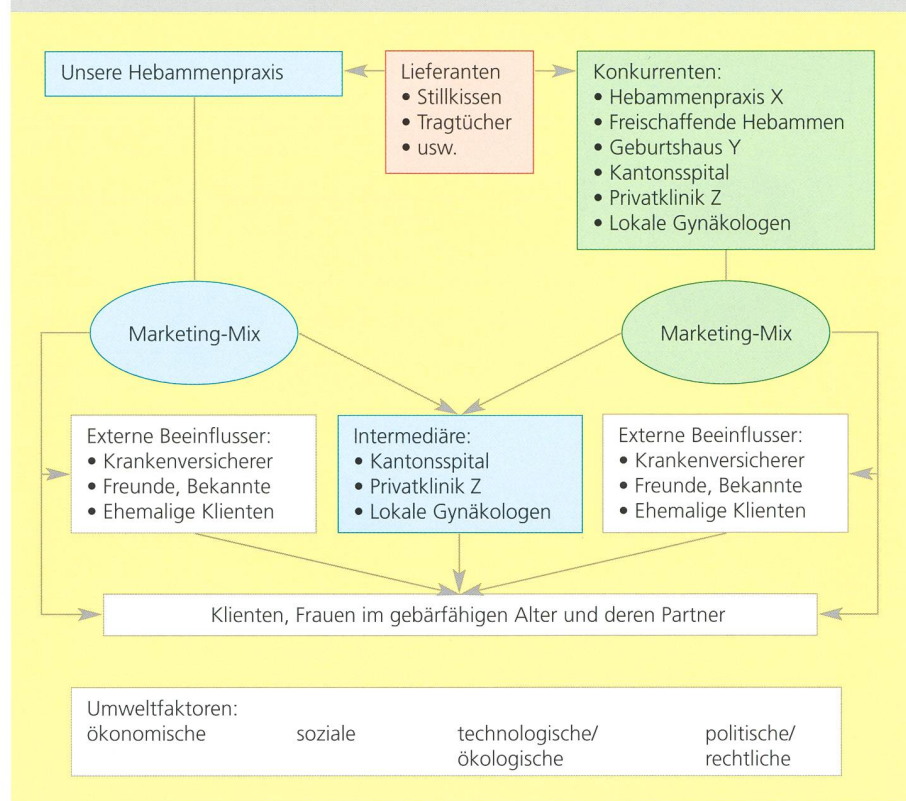 Unsere Hebammenpraxis
Lieferanten
• Stillkissen
• Tragtücher
• usw.
Konkurrenten:
• Hebammenpraxis X
• Freischaffende Hebammen
• Geburtshaus Y
• Kantonsspital
• Privatklinik Z
• Lokale Gynäkologen
Marketing-Mix
Marketing-Mix
Externe Beeinflusser:
• Krankenversicherer
• Freunde, Bekannte
• Ehemalige Klienten
Intermediäre:
• Kantonsspital
• Privatklinik Z
• Lokale Gynäkologen
Externe Beeinflusser:
• Krankenversicherer
• Freunde, Bekannte
• Ehemalige Klienten
Klienten, Frauen im gebärfähigen Alter und deren Partner
Umweltfaktoren:
ökonomische soziale technologische/ politische/
ökologische rechtliche